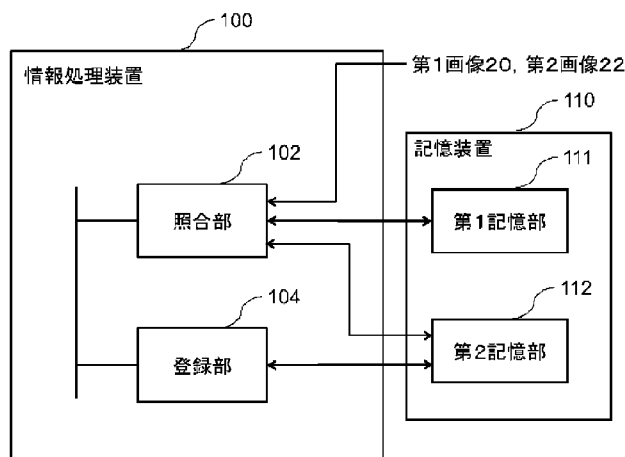 100
第1画像20, 第2画像22
情報処理装置
110
記憶装置
102
111
照合部
第1記憶部
104
112
登録部
第2記憶部